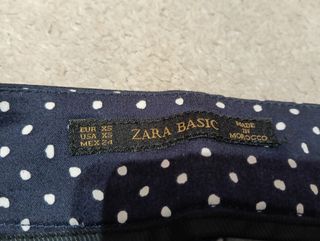 EUR XS
USA XS
MEX 24
ZARA BASIC
MADE
IN
MOROCCO